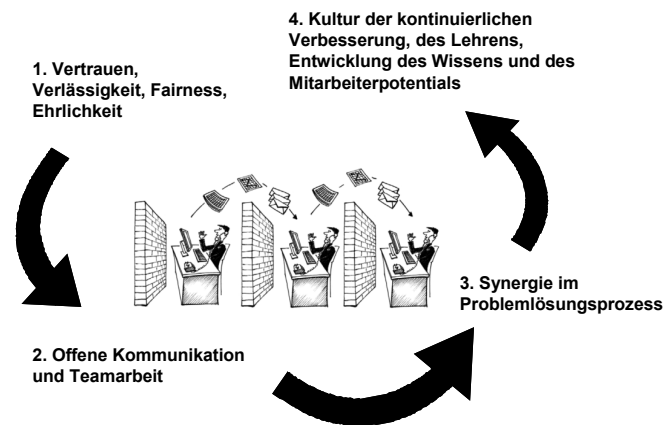 1. Vertrauen,
Verlässigkeit, Fairness,
Ehrlichkeit
2. Offene Kommunikation
und Teamarbeit
3. Synergie im
Problemlösungsprozess
4. Kultur der kontinuierlichen
Verbesserung, des Lehrens,
Entwicklung des Wissens und des
Mitarbeiterpotentials